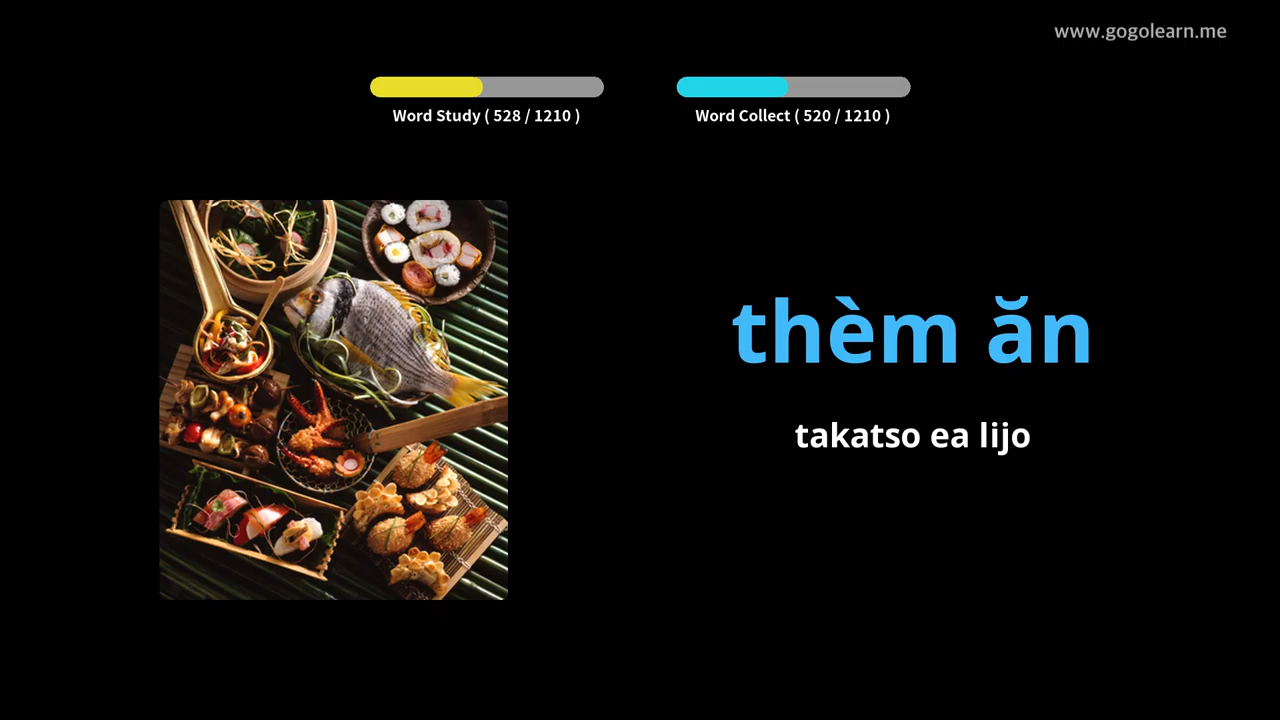 www.gogolearn.me
Word Study ( 528 / 1210 )
Word Collect ( 520 / 1210 )
thèm ăn
takatso ea lijo